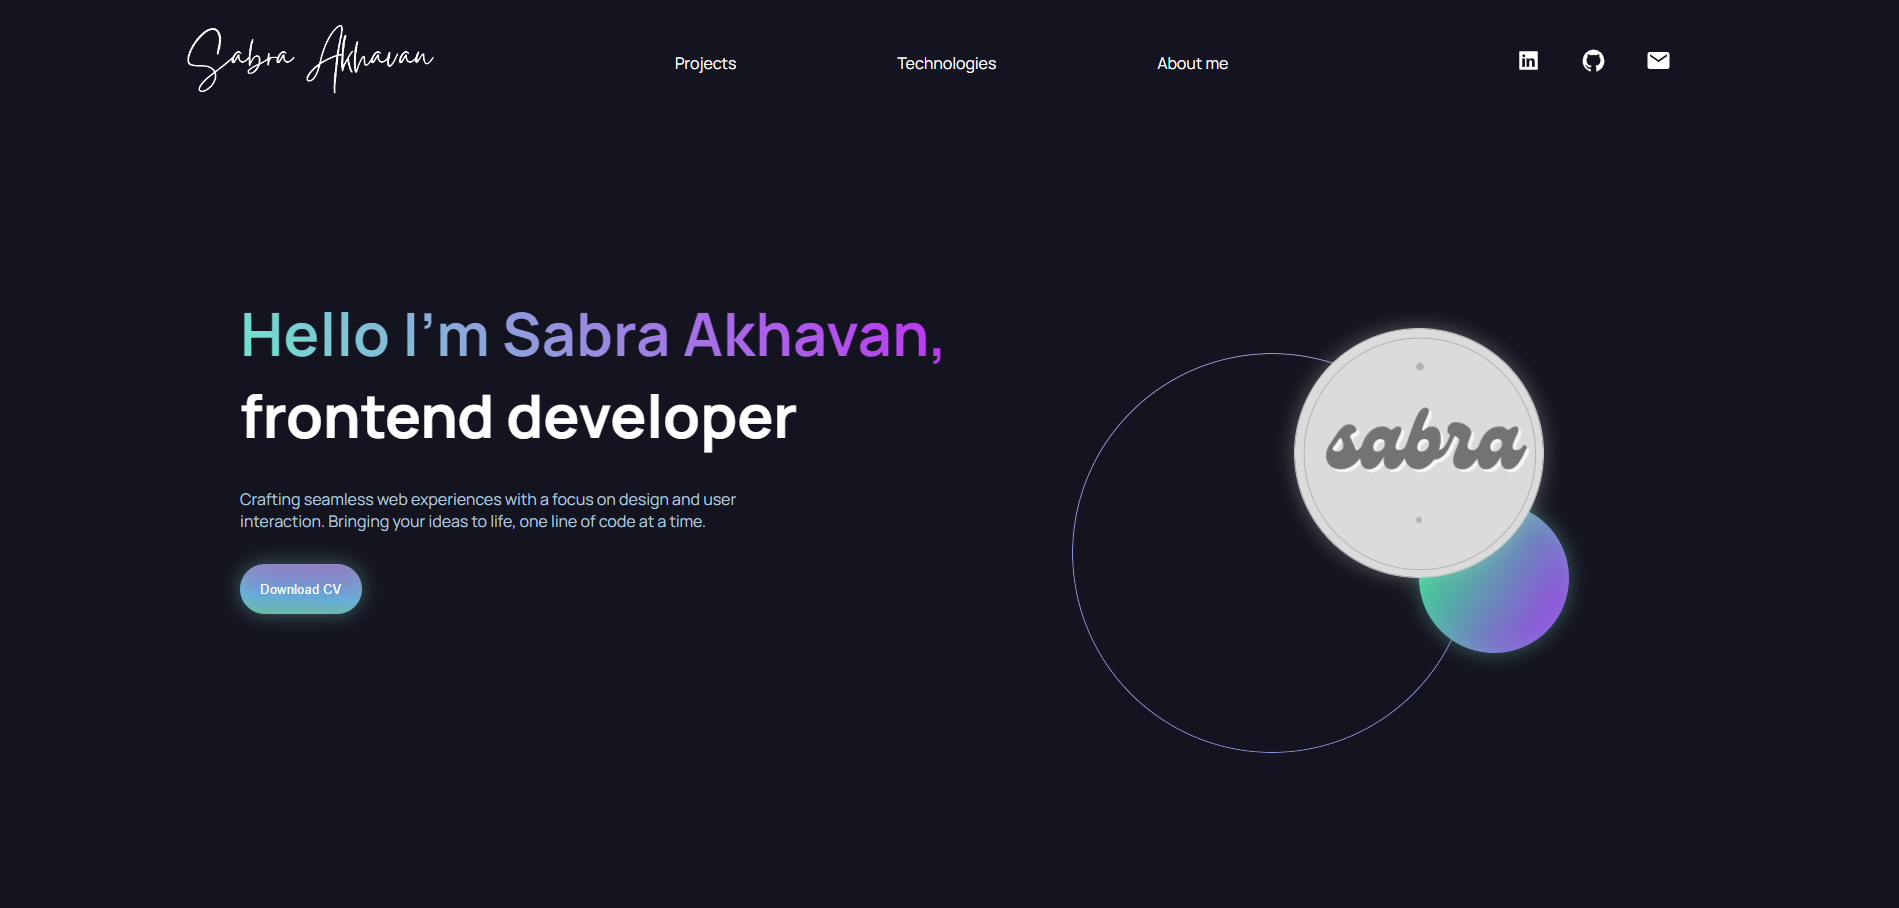 Sabra Akhavan
Projects
Technologies
About me
in
Hello I’m Sabra Akhavan,
frontend developer
Crafting seamless web experiences with a focus on design and user
interaction. Bringing your ideas to life, one line of code at a time.
Download CV
sabra